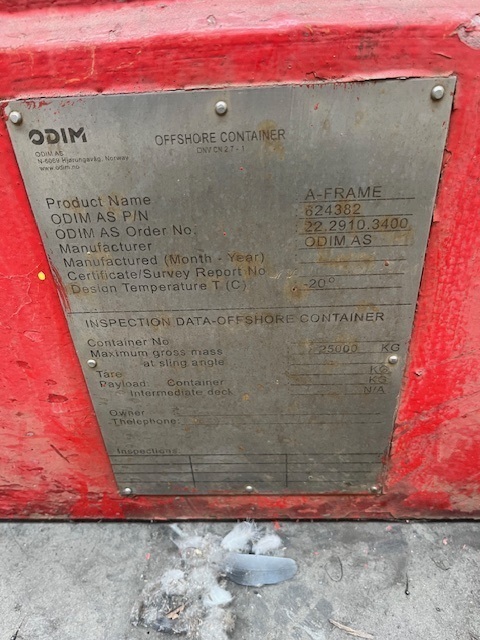 ODIM
OFFSHORE CONTAINER
DNV CN 2.7 - 1
ODIM AS
N-6069 Hjørungavåg, Norway
www.odim.no
Product Name A-FRAME
ODIM AS P/N : 624382
ODIM AS Order No. : 22.2910.3400
Manufacturer : ODIM AS
Manufactured (Month - Year) :
Certificate/Survey Report No :
Design Temperature T (C) : -20°
INSPECTION DATA-OFFSHORE CONTAINER
Container No :
Maximum gross mass : 25000 KG
at sling angle :
Tare : KG
Payload: Container : KG
Intermediate deck : N/A
Owner :
Thelephone:
Inspections: